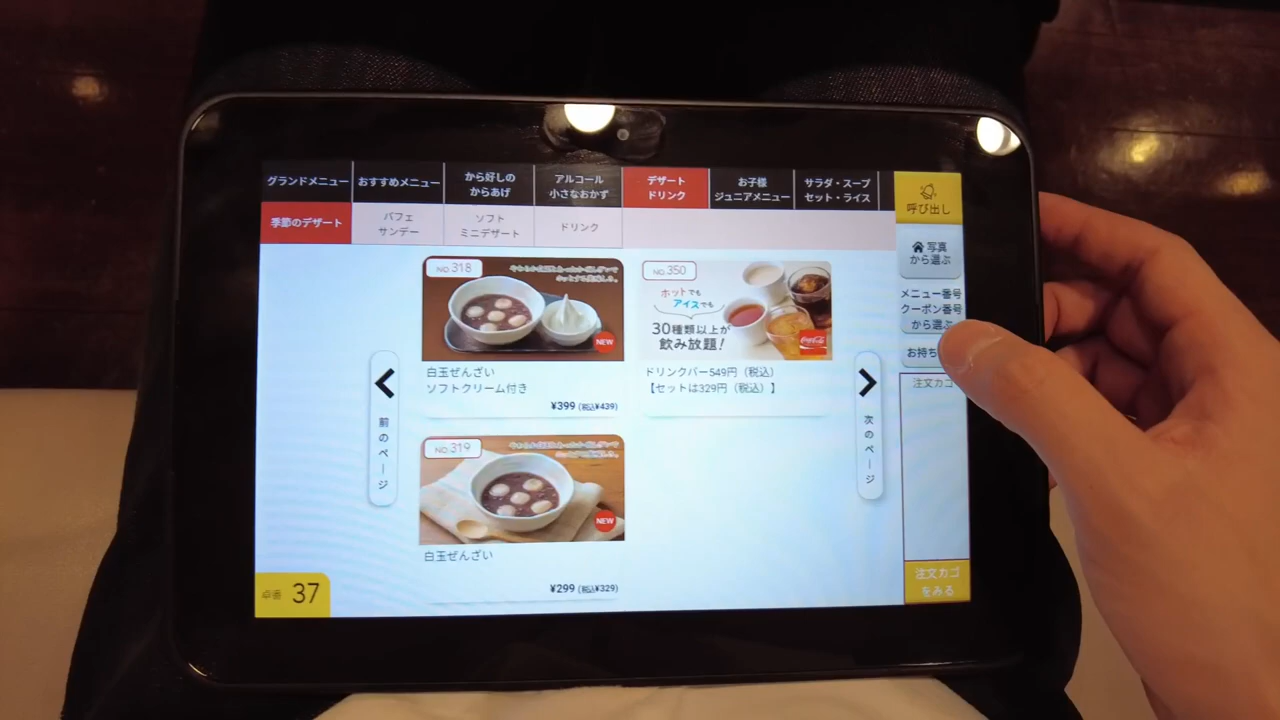 グランドメニュー
おすすめメニュー
から好しの
からあげ
アルコール
小さなおかず
デザート
ドリンク
お子様
ジュニアメニュー
サラダ・スープ
セット・ライス
呼び出し
季節のデザート
パフェ
サンデー
ソフト
ミニデザート
ドリンク
写真
から選ぶ
メニュー番号
クーポン番号
から選ぶ
お持ち
注文カゴ
NO.318
NEW
白玉ぜんざい
ソフトクリーム付き
¥399 (税込¥439)
NO.350
ホットでも
アイスでも
30種類以上が
飲み放題!
Coca-Cola
ドリンクバー549円（税込）
【セットは329円（税込）】
前のページ
次のページ
NO.319
NEW
白玉ぜんざい
¥299 (税込¥329)
卓番 37
注文カゴ
をみる